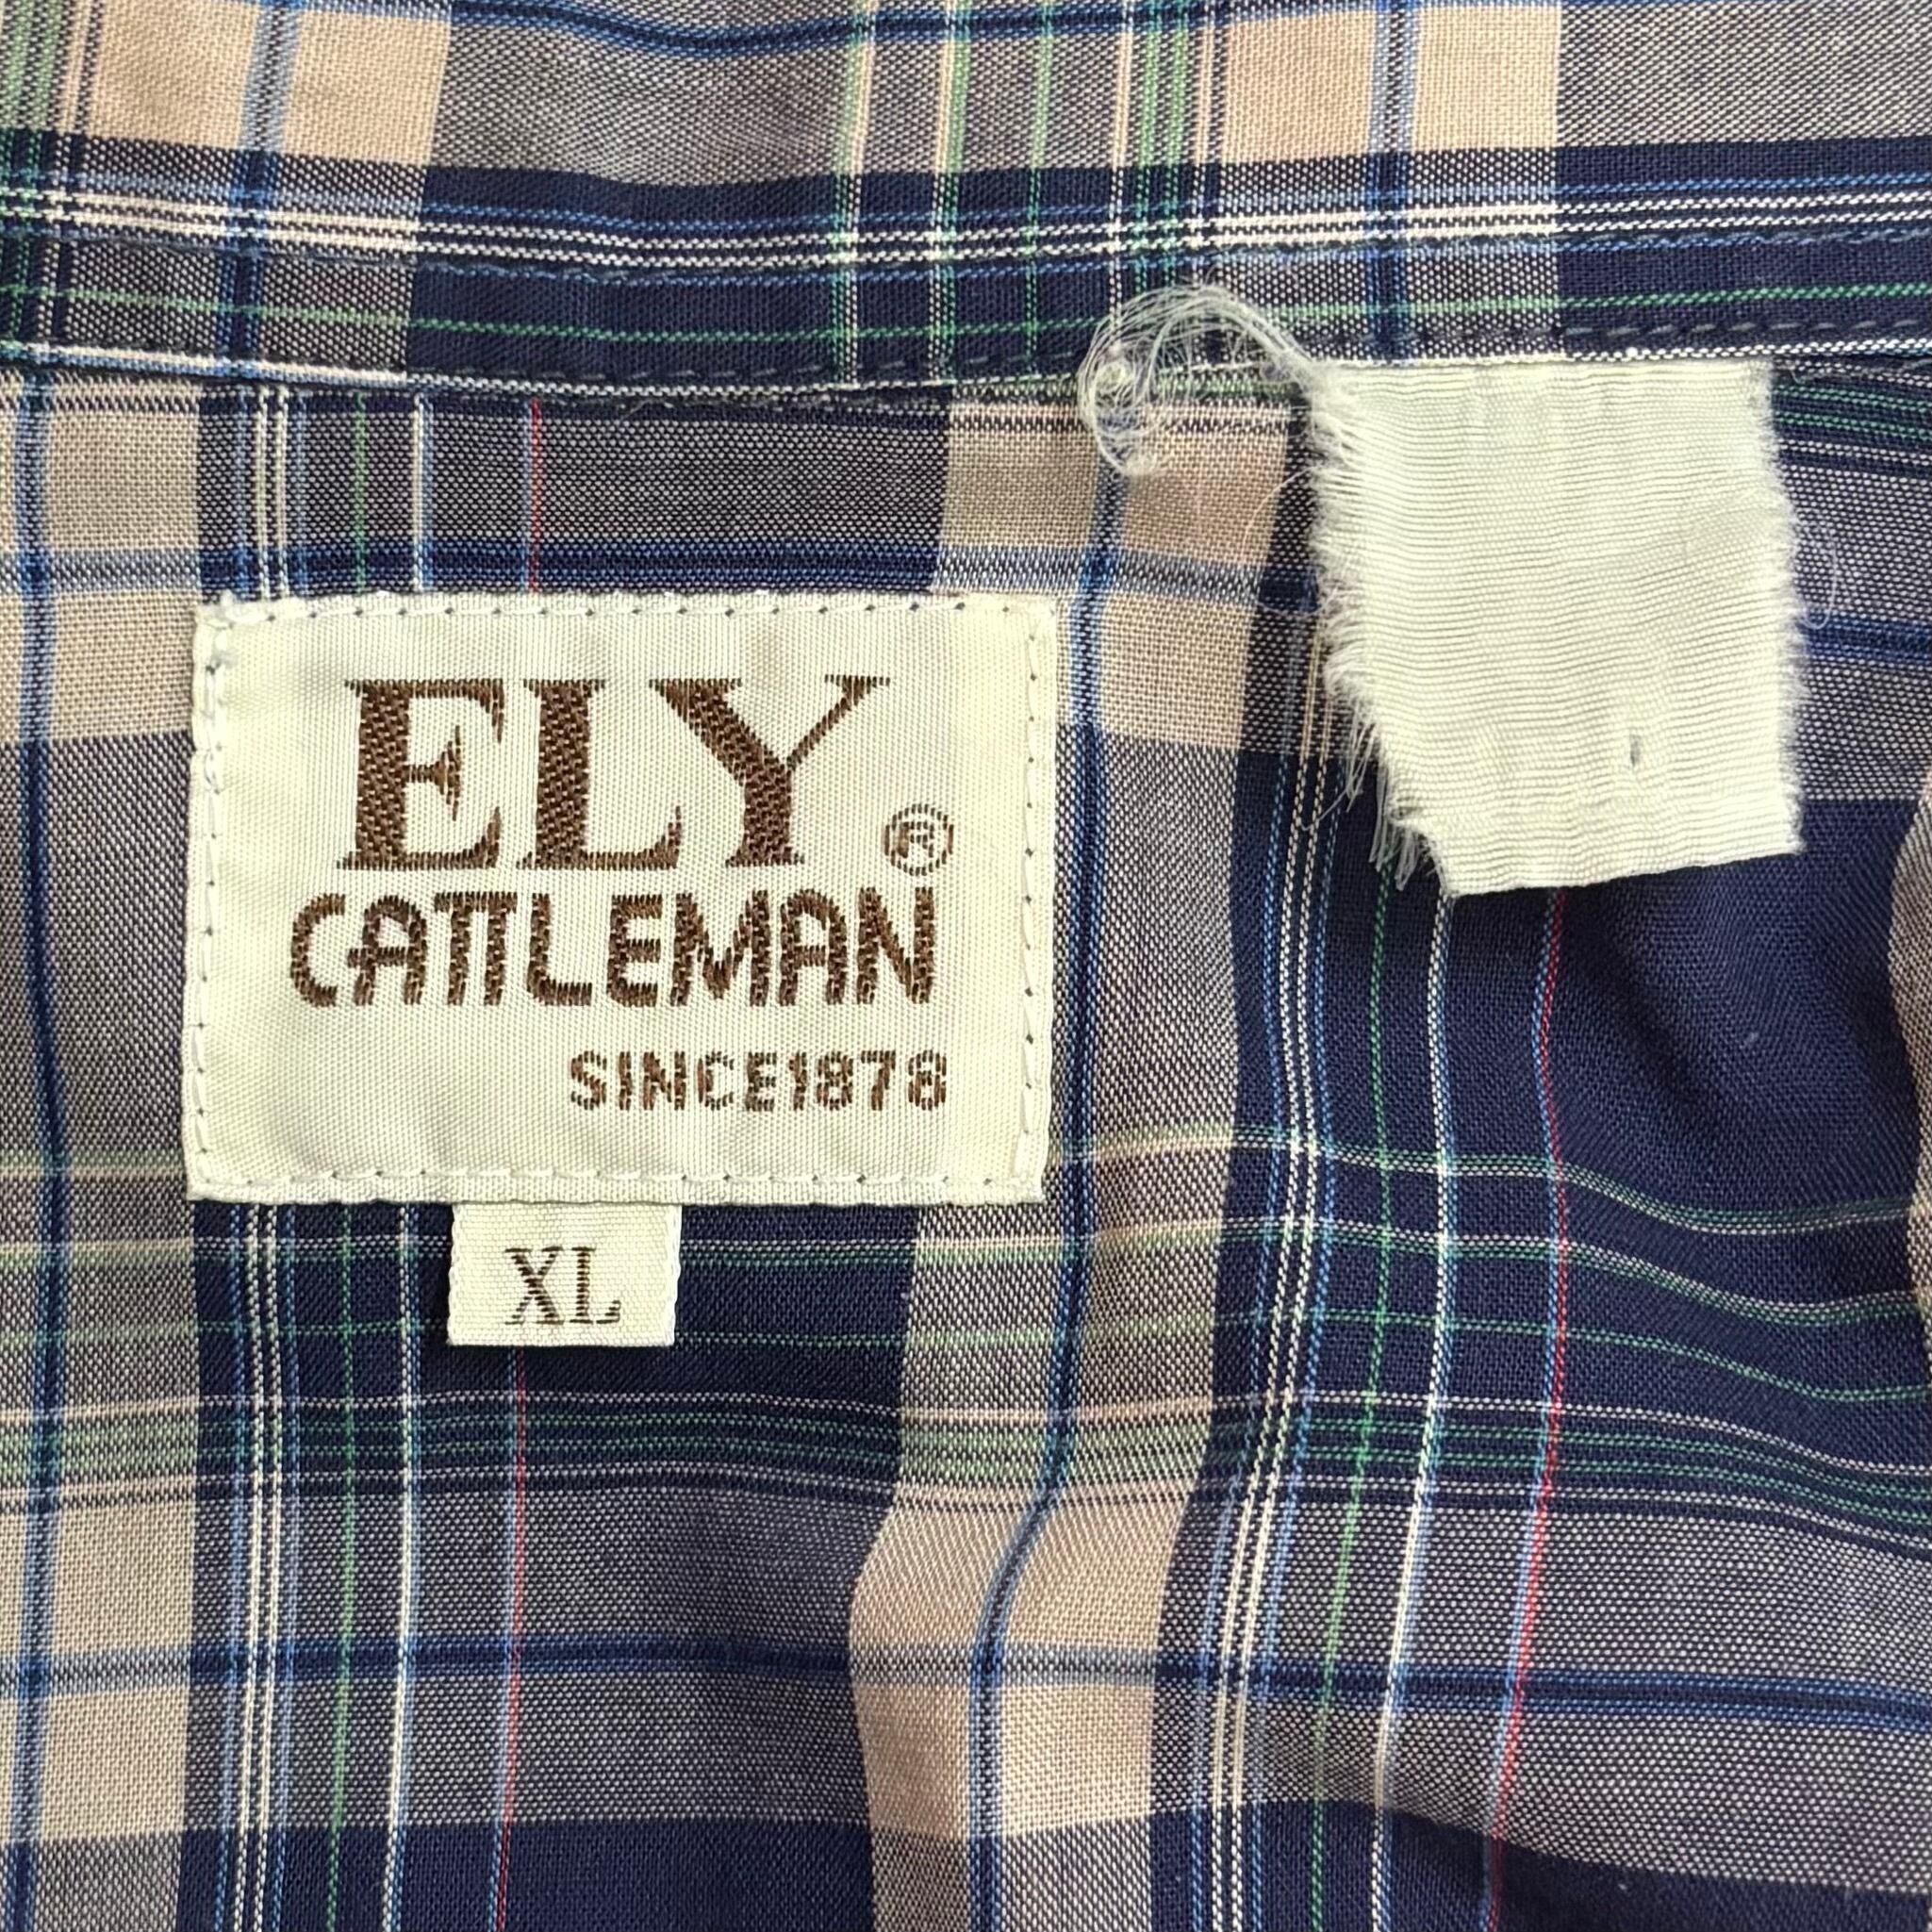 ELY ®
CATTLEMAN
SINCE1878
XL